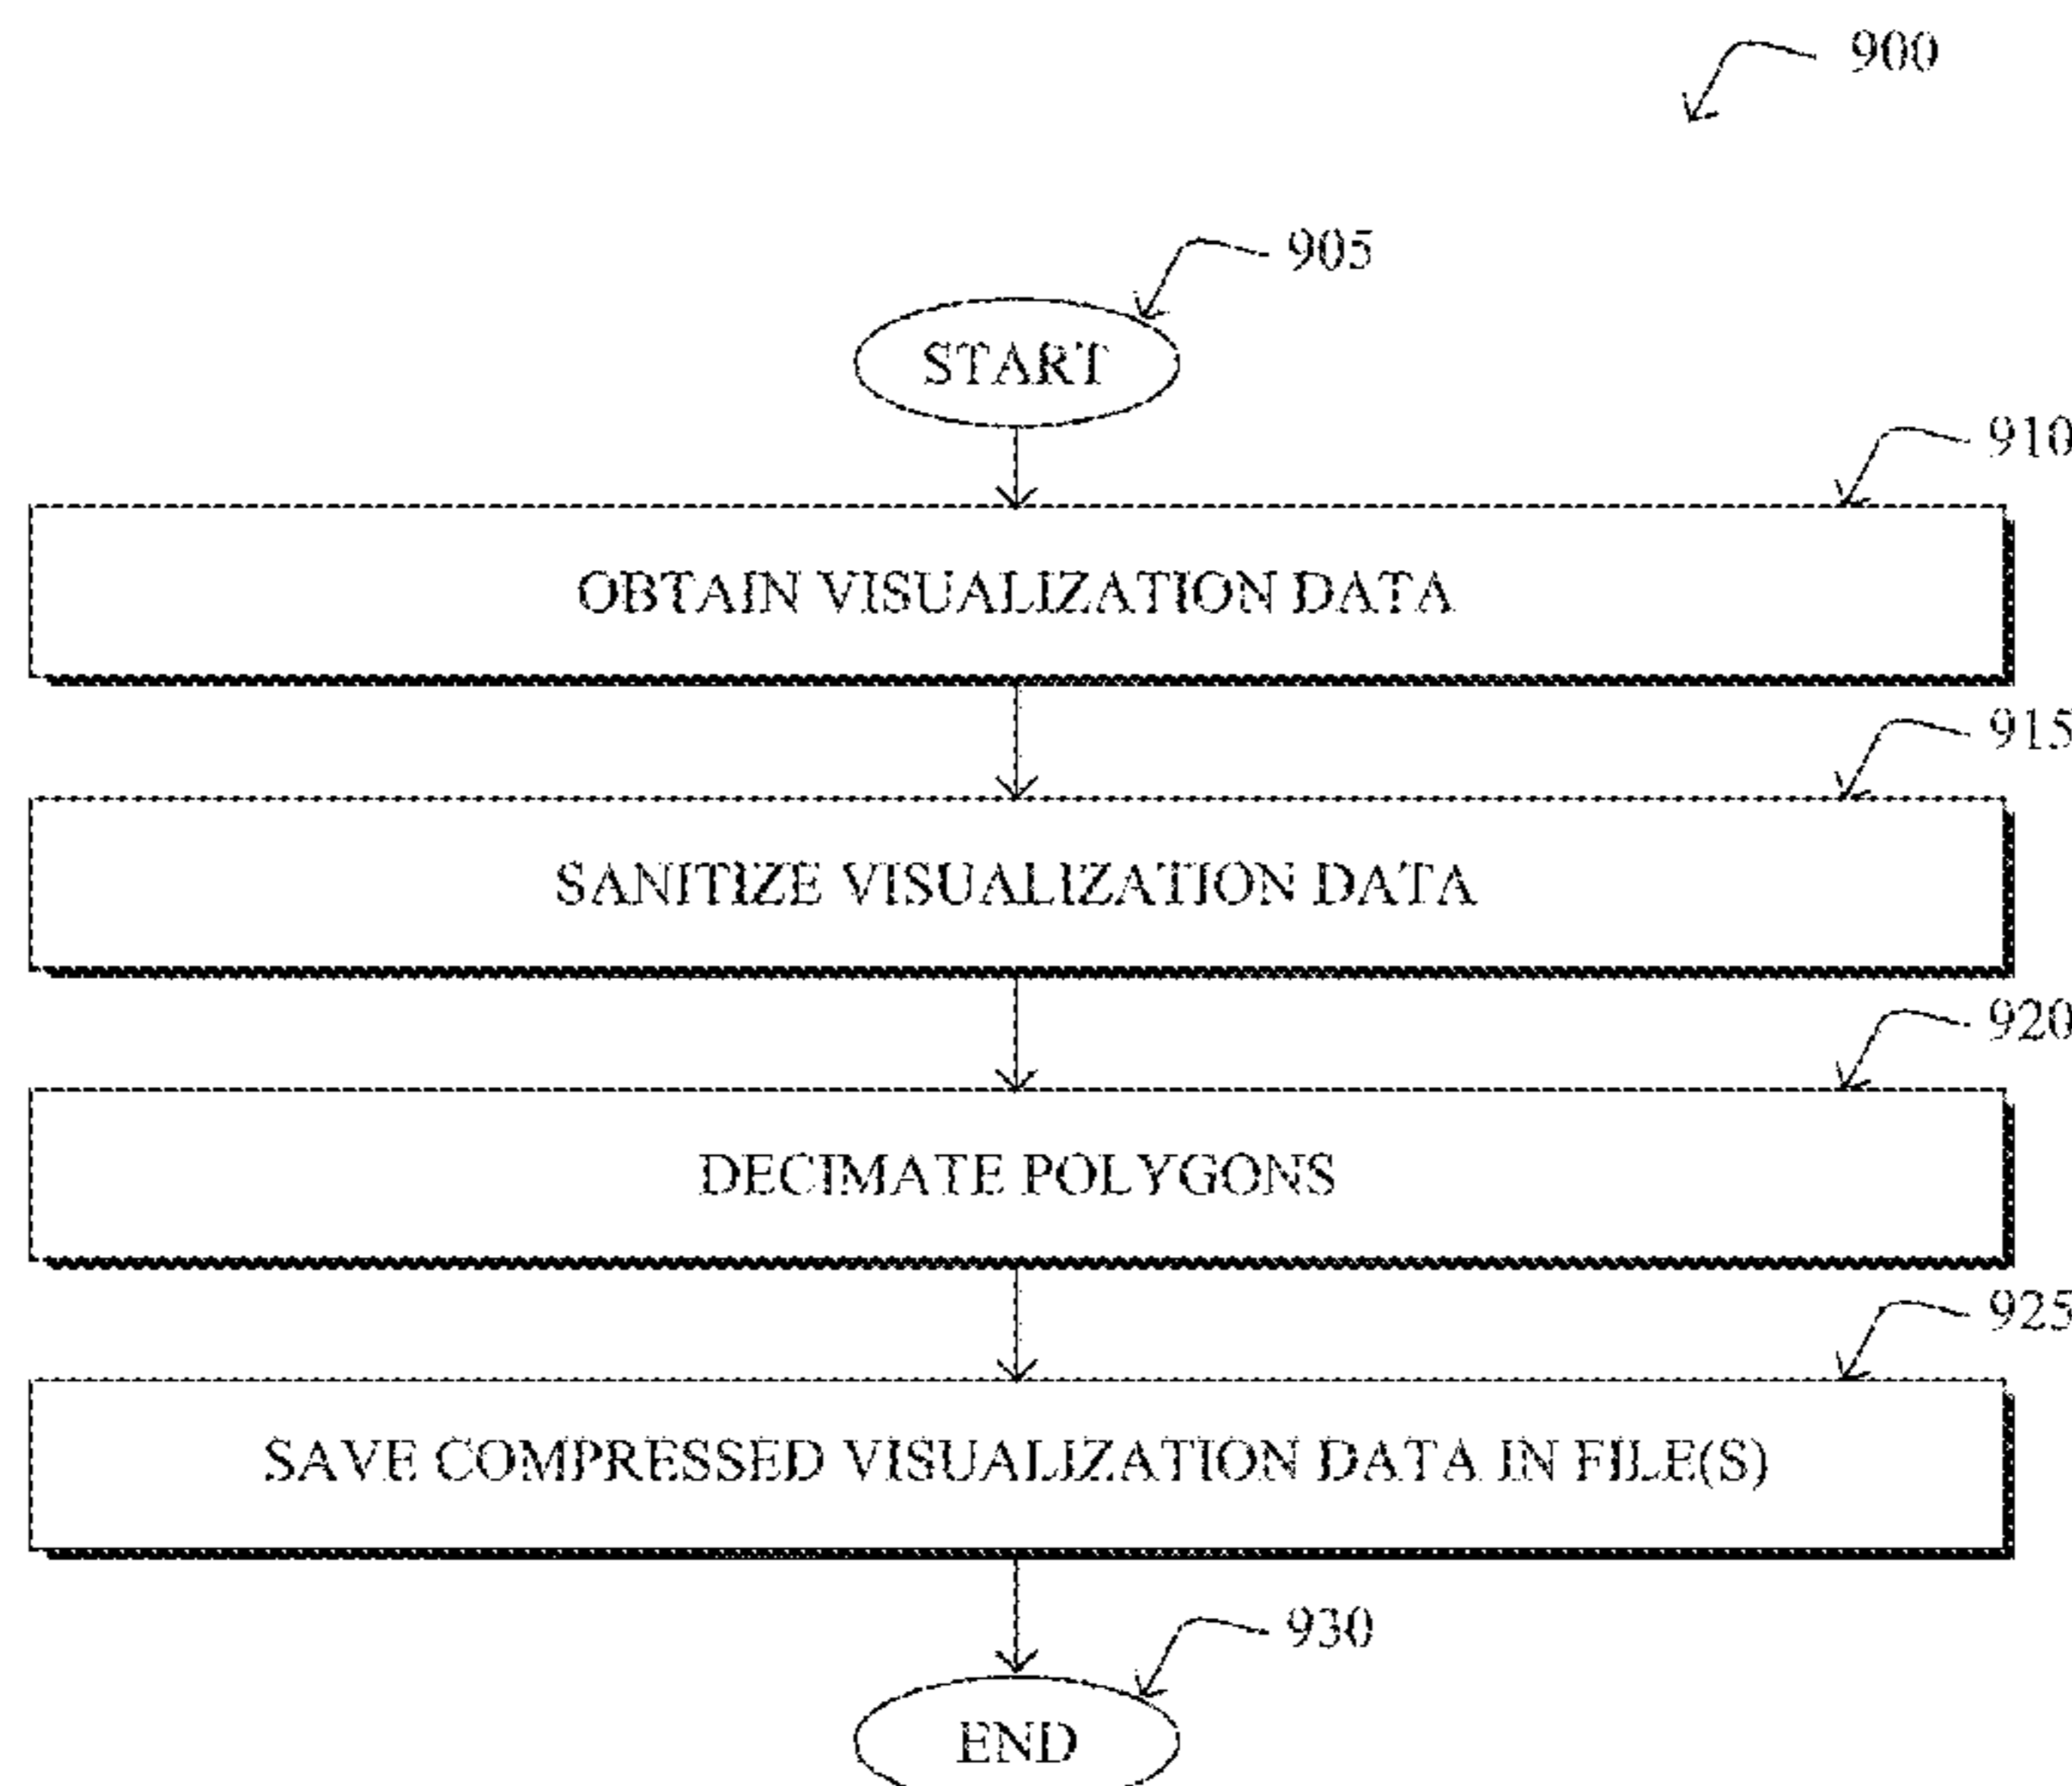 900
905
START
910
OBTAIN VISUALIZATION DATA
915
SANITIZE VISUALIZATION DATA
920
DECIMATE POLYGONS
925
SAVE COMPRESSED VISUALIZATION DATA IN FILE(S)
930
END